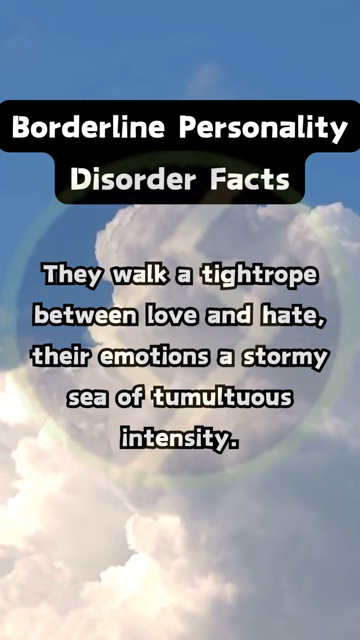 Borderline Personality
Disorder Facts
They walk a tightrope
between love and hate,
their emotions a stormy
sea of tumultuous
intensity.